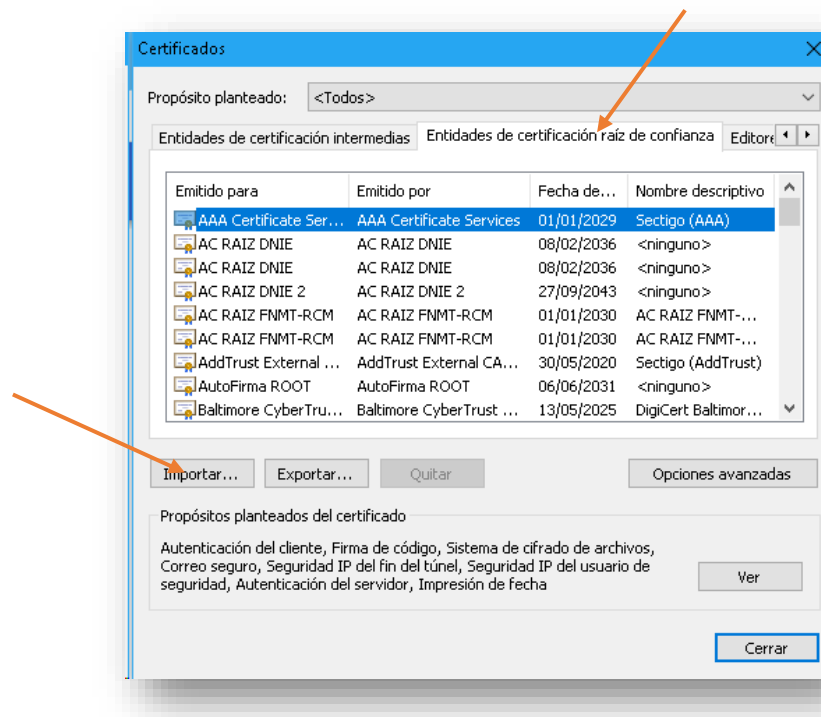 Certificados
Propósito planteado: <Todos>
Entidades de certificación intermedias Entidades de certificación raíz de confianza Editore
Emitido para Emitido por Fecha de... Nombre descriptivo
AAA Certificate Ser... AAA Certificate Services 01/01/2029 Sectigo (AAA)
AC RAIZ DNIE AC RAIZ DNIE 08/02/2036 <ninguno>
AC RAIZ DNIE AC RAIZ DNIE 08/02/2036 <ninguno>
AC RAIZ DNIE 2 AC RAIZ DNIE 2 27/09/2043 <ninguno>
AC RAIZ FNMT-RCM AC RAIZ FNMT-RCM 01/01/2030 AC RAIZ FNMT-...
AC RAIZ FNMT-RCM AC RAIZ FNMT-RCM 01/01/2030 AC RAIZ FNMT-...
AddTrust External ... AddTrust External CA... 30/05/2020 Sectigo (AddTrust)
AutoFirma ROOT AutoFirma ROOT 06/06/2031 <ninguno>
Baltimore CyberTru... Baltimore CyberTrust ... 13/05/2025 DigiCert Baltimor...
Importar... Exportar... Quitar Opciones avanzadas
Propósitos planteados del certificado
Autenticación del cliente, Firma de código, Sistema de cifrado de archivos,
Correo seguro, Seguridad IP del fin del túnel, Seguridad IP del usuario de
seguridad, Autenticación del servidor, Impresión de fecha
Ver
Cerrar